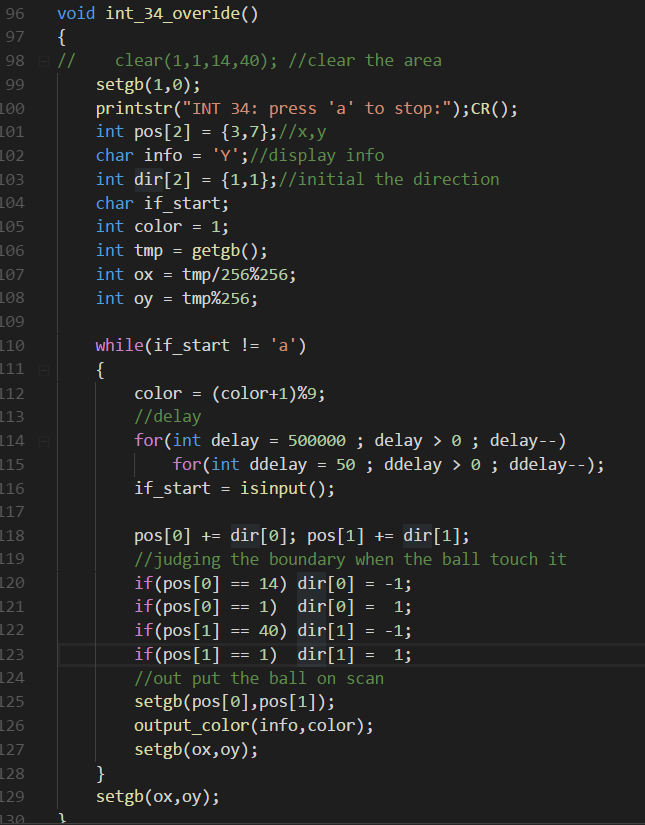 96 void int_34_overide()
97 {
98 //    clear(1,1,14,40); //clear the area
99     setgb(1,0);
100     printstr("INT 34: press 'a' to stop:");CR();
101     int pos[2] = {3,7};//x,y
102     char info = 'Y';//display info
103     int dir[2] = {1,1};//initial the direction
104     char if_start;
105     int color = 1;
106     int tmp = getgb();
107     int ox = tmp/256%256;
108     int oy = tmp%256;
109
110     while(if_start != 'a')
111     {
112         color = (color+1)%9;
113         //delay
114         for(int delay = 500000 ; delay > 0 ; delay--)
115             for(int ddelay = 50 ; ddelay > 0 ; ddelay--);
116         if_start = isinput();
117
118         pos[0] += dir[0]; pos[1] += dir[1];
119         //judging the boundary when the ball touch it
120         if(pos[0] == 14) dir[0] = -1;
121         if(pos[0] == 1)  dir[0] =  1;
122         if(pos[1] == 40) dir[1] = -1;
123         if(pos[1] == 1)  dir[1] =  1;
124         //out put the ball on scan
125         setgb(pos[0],pos[1]);
126         output_color(info,color);
127         setgb(ox,oy);
128     }
129     setgb(ox,oy);
130 }